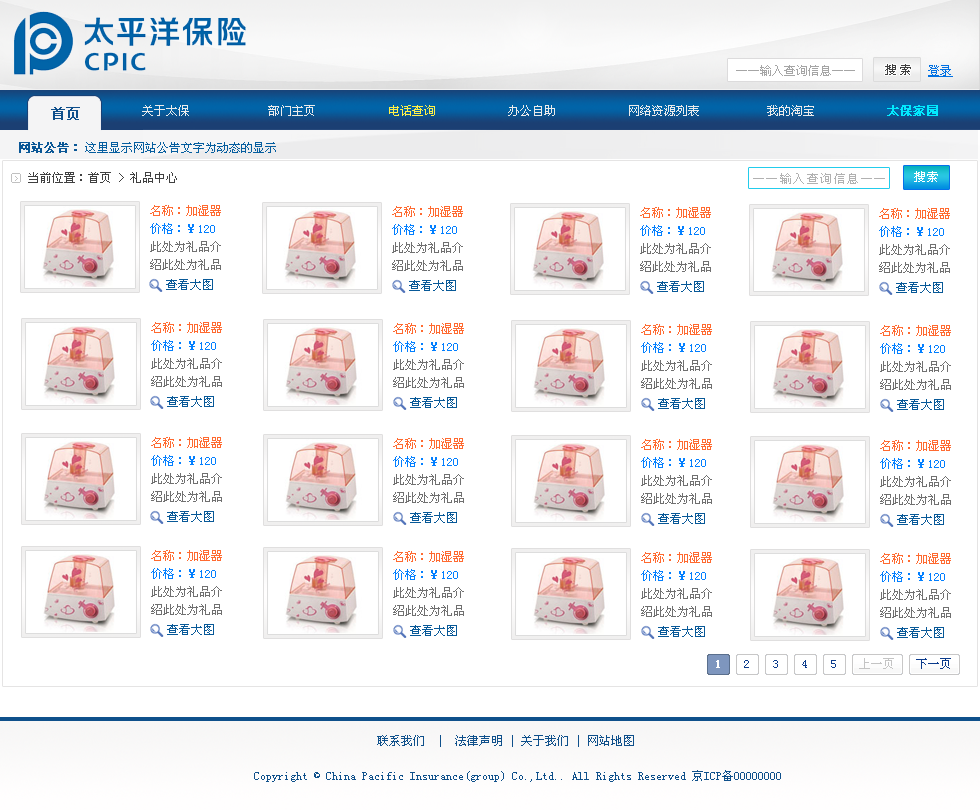 太平洋保险
CPIC
——输入查询信息—— 搜 索 登录
首页 关于太保 部门主页 电话查询 办公自助 网络资源列表 我的淘宝 太保家园
网站公告： 这里显示网站公告文字为动态的显示
当前位置：首页 > 礼品中心 ——输入查询信息—— 搜索
名称：加湿器 名称：加湿器 名称：加湿器 名称：加湿器
价格：￥120 价格：￥120 价格：￥120 价格：￥120
此处为礼品介 此处为礼品介 此处为礼品介 此处为礼品介
绍此处为礼品 绍此处为礼品 绍此处为礼品 绍此处为礼品
查看大图 查看大图 查看大图 查看大图
名称：加湿器 名称：加湿器 名称：加湿器 名称：加湿器
价格：￥120 价格：￥120 价格：￥120 价格：￥120
此处为礼品介 此处为礼品介 此处为礼品介 此处为礼品介
绍此处为礼品 绍此处为礼品 绍此处为礼品 绍此处为礼品
查看大图 查看大图 查看大图 查看大图
名称：加湿器 名称：加湿器 名称：加湿器 名称：加湿器
价格：￥120 价格：￥120 价格：￥120 价格：￥120
此处为礼品介 此处为礼品介 此处为礼品介 此处为礼品介
绍此处为礼品 绍此处为礼品 绍此处为礼品 绍此处为礼品
查看大图 查看大图 查看大图 查看大图
名称：加湿器 名称：加湿器 名称：加湿器 名称：加湿器
价格：￥120 价格：￥120 价格：￥120 价格：￥120
此处为礼品介 此处为礼品介 此处为礼品介 此处为礼品介
绍此处为礼品 绍此处为礼品 绍此处为礼品 绍此处为礼品
查看大图 查看大图 查看大图 查看大图
1 2 3 4 5 上一页 下一页
联系我们 | 法律声明 | 关于我们 | 网站地图
Copyright © China Pacific Insurance(group) Co.,Ltd.. All Rights Reserved 京ICP备00000000